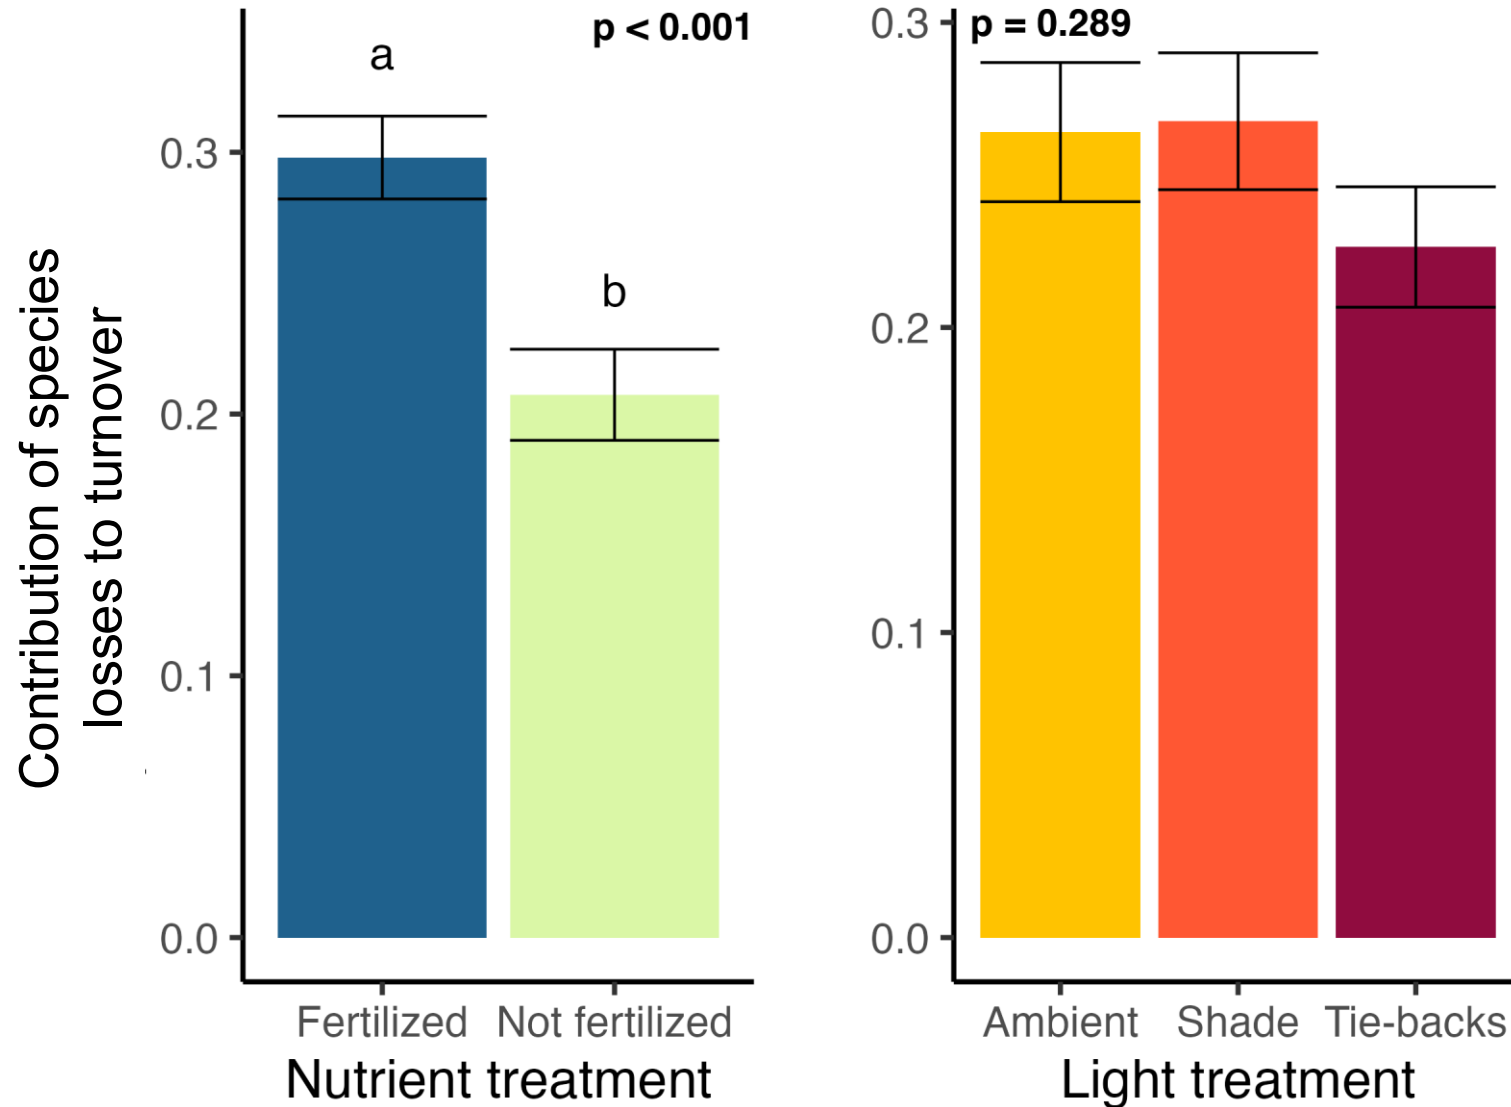 Contribution of species
losses to turnover
p < 0.001
a
b
0.3
0.2
0.1
0.0
Fertilized
Not fertilized
Nutrient treatment
p = 0.289
0.3
0.2
0.1
0.0
Ambient
Shade
Tie-backs
Light treatment